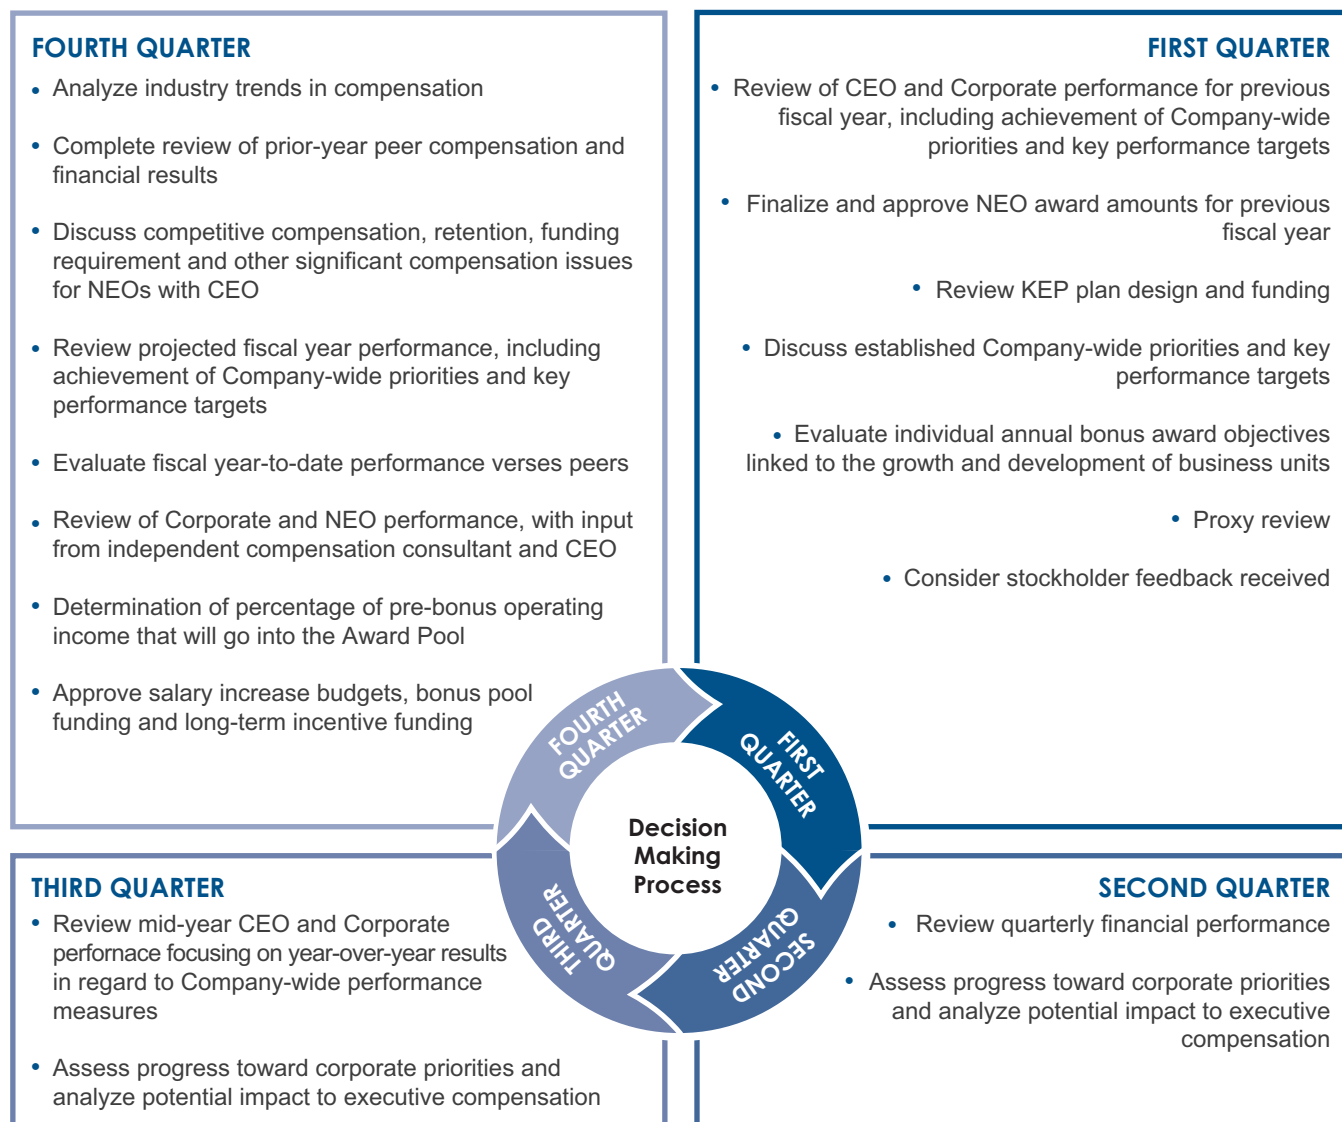 FOURTH QUARTER
• Analyze industry trends in compensation
• Complete review of prior-year peer compensation and
financial results
• Discuss competitive compensation, retention, funding
requirement and other significant compensation issues
for NEOs with CEO
• Review projected fiscal year performance, including
achievement of Company-wide priorities and key
performance targets
• Evaluate fiscal year-to-date performance verses peers
• Review of Corporate and NEO performance, with input
from independent compensation consultant and CEO
• Determination of percentage of pre-bonus operating
income that will go into the Award Pool
• Approve salary increase budgets, bonus pool
funding and long-term incentive funding
FIRST QUARTER
• Review of CEO and Corporate performance for previous
fiscal year, including achievement of Company-wide
priorities and key performance targets
• Finalize and approve NEO award amounts for previous
fiscal year
• Review KEP plan design and funding
• Discuss established Company-wide priorities and key
performance targets
• Evaluate individual annual bonus award objectives
linked to the growth and development of business units
• Proxy review
• Consider stockholder feedback received
FOURTH
QUARTER
FIRST
QUARTER
Decision
Making
Process
THIRD
QUARTER
SECOND
QUARTER
THIRD QUARTER
• Review mid-year CEO and Corporate
perfornace focusing on year-over-year results
in regard to Company-wide performance
measures
• Assess progress toward corporate priorities and
analyze potential impact to executive compensation
SECOND QUARTER
• Review quarterly financial performance
• Assess progress toward corporate priorities
and analyze potential impact to executive
compensation